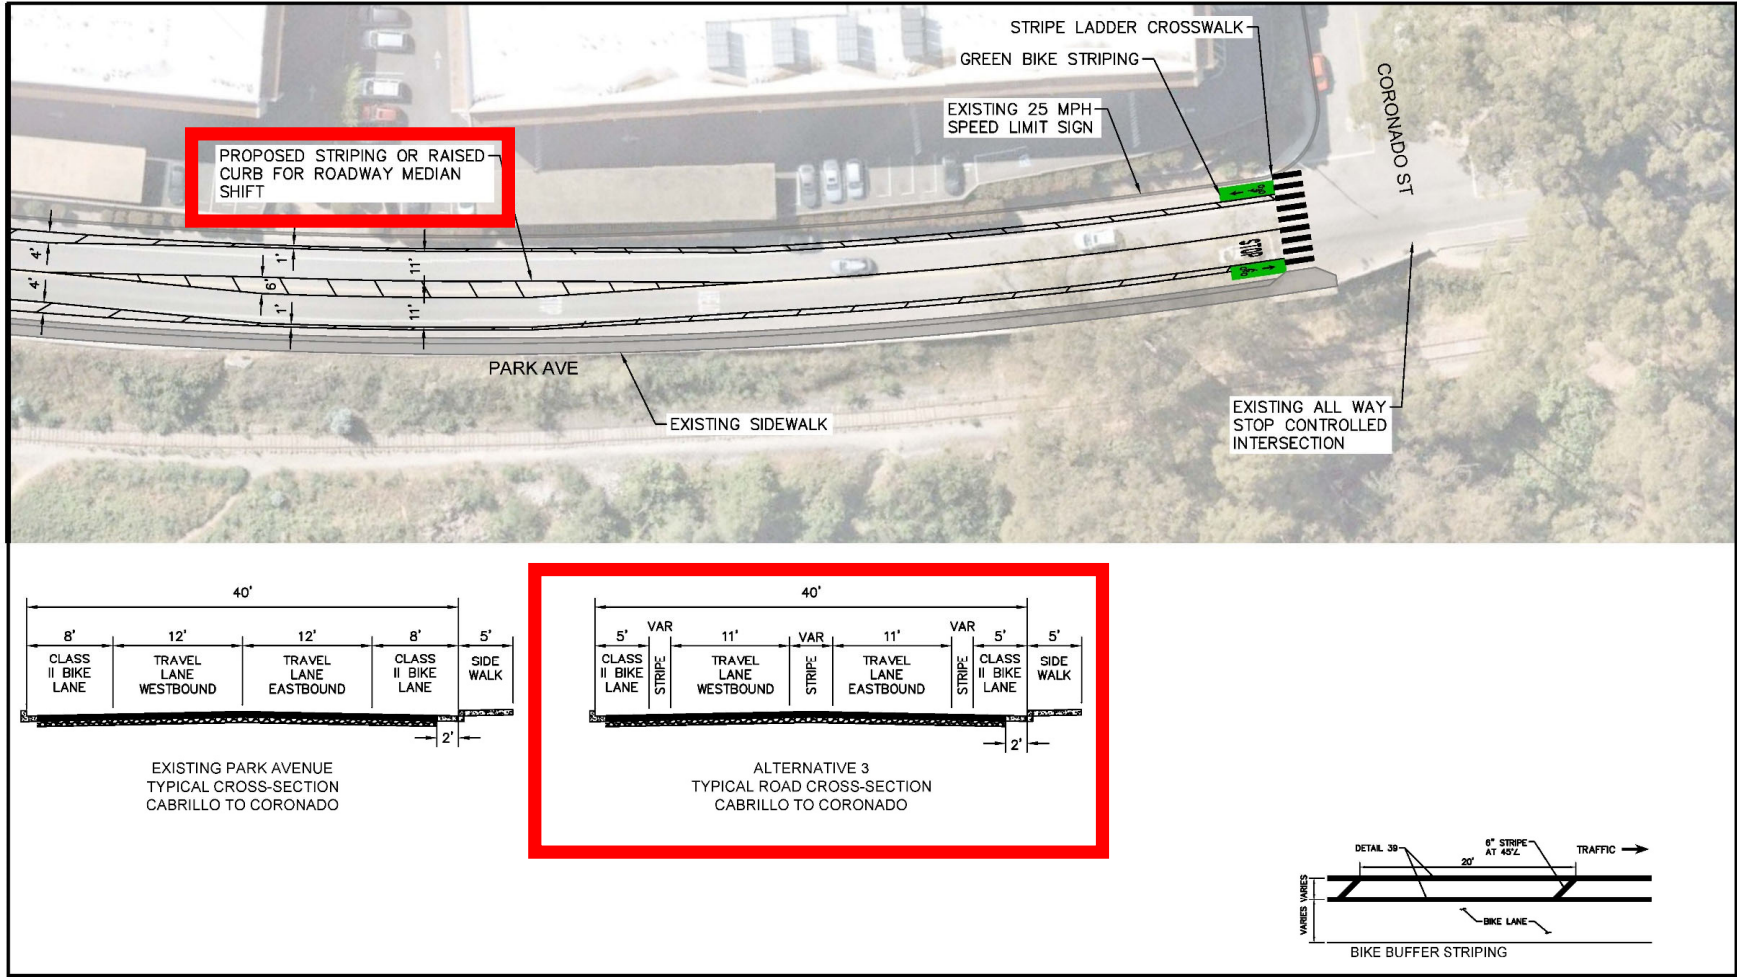 STRIPE LADDER CROSSWALK
GREEN BIKE STRIPING
EXISTING 25 MPH
SPEED LIMIT SIGN
CORONADO ST
PROPOSED STRIPING OR RAISED
CURB FOR ROADWAY MEDIAN
SHIFT
4'
1'
11'
6'
4'
1'
11'
STOP
PARK AVE
EXISTING SIDEWALK
EXISTING ALL WAY
STOP CONTROLLED
INTERSECTION
40'
8' 12' 12' 8' 5'
CLASS
II BIKE
LANE
TRAVEL
LANE
WESTBOUND
TRAVEL
LANE
EASTBOUND
CLASS
II BIKE
LANE
SIDE
WALK
2'
EXISTING PARK AVENUE
TYPICAL CROSS-SECTION
CABRILLO TO CORONADO
40'
5' VAR 11' VAR 11' VAR 5' 5'
CLASS
II BIKE
LANE
STRIPE
TRAVEL
LANE
WESTBOUND
STRIPE
TRAVEL
LANE
EASTBOUND
STRIPE
CLASS
II BIKE
LANE
SIDE
WALK
2'
ALTERNATIVE 3
TYPICAL ROAD CROSS-SECTION
CABRILLO TO CORONADO
DETAIL 39
6" STRIPE
AT 45°∠
TRAFFIC
20'
VARIES
VARIES
BIKE LANE
BIKE BUFFER STRIPING